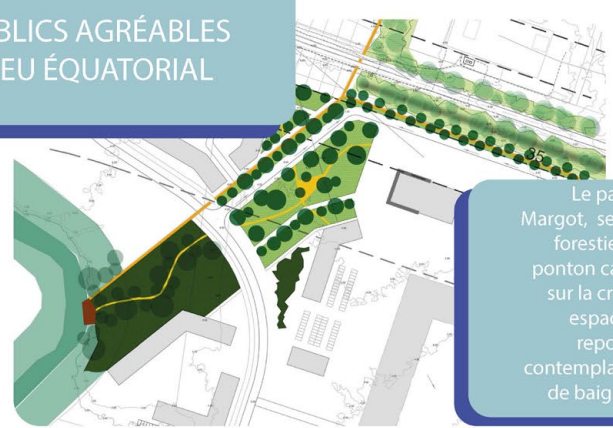 BLICS AGRÉABLES
EU ÉQUATORIAL
35
Le pa
Margot, se
forestie
ponton ca
sur la cr
espac
repo
contempla
de baig